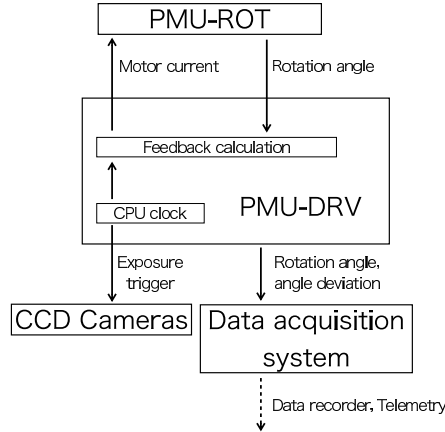 PMU-ROT
Motor current
Rotation angle
Feedback calculation
CPU clock
PMU-DRV
Exposure
trigger
Rotation angle,
angle deviation
CCD Cameras
Data acquisition
system
Data recorder, Telemetry